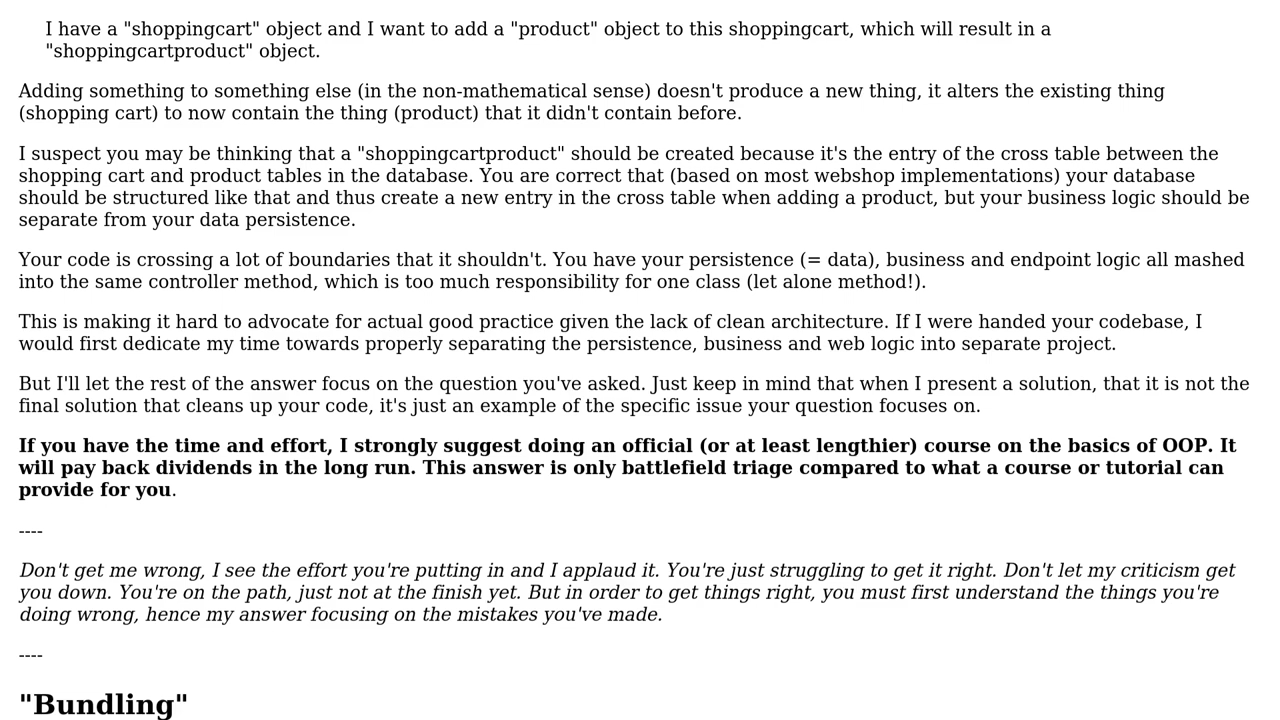 I have a "shoppingcart" object and I want to add a "product" object to this shoppingcart, which will result in a
"shoppingcartproduct" object.
Adding something to something else (in the non-mathematical sense) doesn't produce a new thing, it alters the existing thing
(shopping cart) to now contain the thing (product) that it didn't contain before.
I suspect you may be thinking that a "shoppingcartproduct" should be created because it's the entry of the cross table between the
shopping cart and product tables in the database. You are correct that (based on most webshop implementations) your database
should be structured like that and thus create a new entry in the cross table when adding a product, but your business logic should be
separate from your data persistence.
Your code is crossing a lot of boundaries that it shouldn't. You have your persistence (= data), business and endpoint logic all mashed
into the same controller method, which is too much responsibility for one class (let alone method!).
This is making it hard to advocate for actual good practice given the lack of clean architecture. If I were handed your codebase, I
would first dedicate my time towards properly separating the persistence, business and web logic into separate project.
But I'll let the rest of the answer focus on the question you've asked. Just keep in mind that when I present a solution, that it is not the
final solution that cleans up your code, it's just an example of the specific issue your question focuses on.
If you have the time and effort, I strongly suggest doing an official (or at least lengthier) course on the basics of OOP. It
will pay back dividends in the long run. This answer is only battlefield triage compared to what a course or tutorial can
provide for you.
----
Don't get me wrong, I see the effort you're putting in and I applaud it. You're just struggling to get it right. Don't let my criticism get
you down. You're on the path, just not at the finish yet. But in order to get things right, you must first understand the things you're
doing wrong, hence my answer focusing on the mistakes you've made.
----
"Bundling"